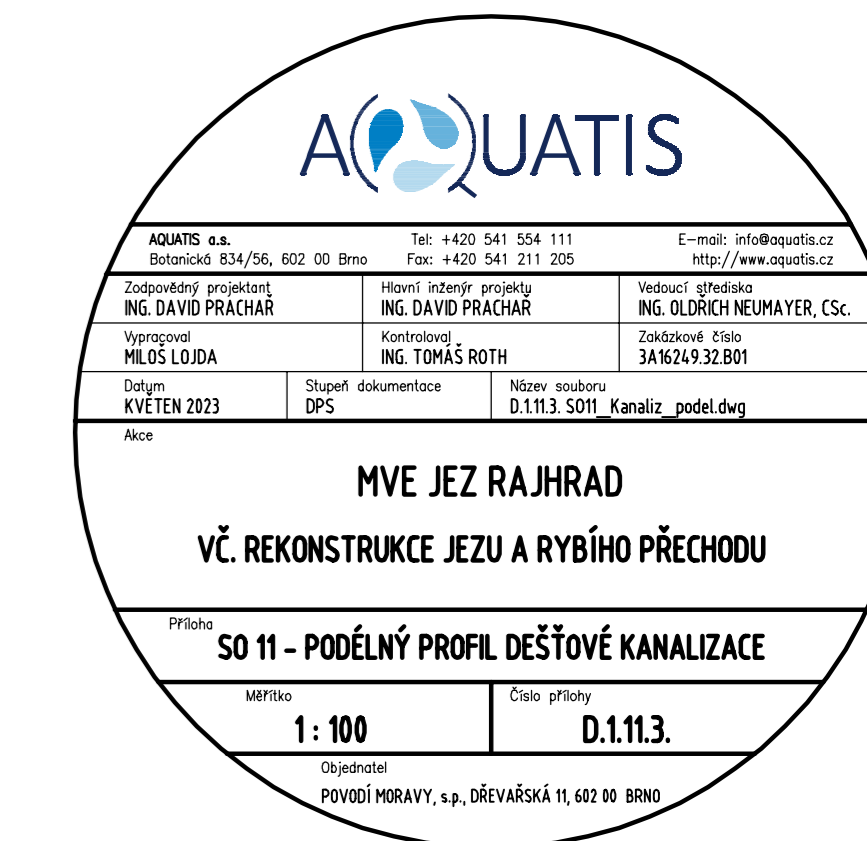 AQUATIS
AQUATIS a.s. Tel: +420 541 554 111 E-mail: info@aquatis.cz
Botanická 834/56, 602 00 Brno Fax: +420 541 211 205 http://www.aquatis.cz
Zodpovědný projektant Hlavní inženýr projektu Vedoucí střediska
ING. DAVID PRACHAŘ ING. DAVID PRACHAŘ ING. OLDŘICH NEUMAYER, CSc.
Vypracoval Kontroloval Zakázkové číslo
MILOŠ LOJDA ING. TOMÁŠ ROTH 3A16249.32.B01
Datum Stupeň dokumentace Název souboru
KVĚTEN 2023 DPS D.1.11.3. SO11_Kanaliz_podel.dwg
Akce
MVE JEZ RAJHRAD
VČ. REKONSTRUKCE JEZU A RYBÍHO PŘECHODU
Příloha
SO 11 - PODÉLNÝ PROFIL DEŠŤOVÉ KANALIZACE
Měřítko Číslo přílohy
1 : 100 D.1.11.3.
Objednatel
POVODÍ MORAVY, s.p., DŘEVAŘSKÁ 11, 602 00 BRNO